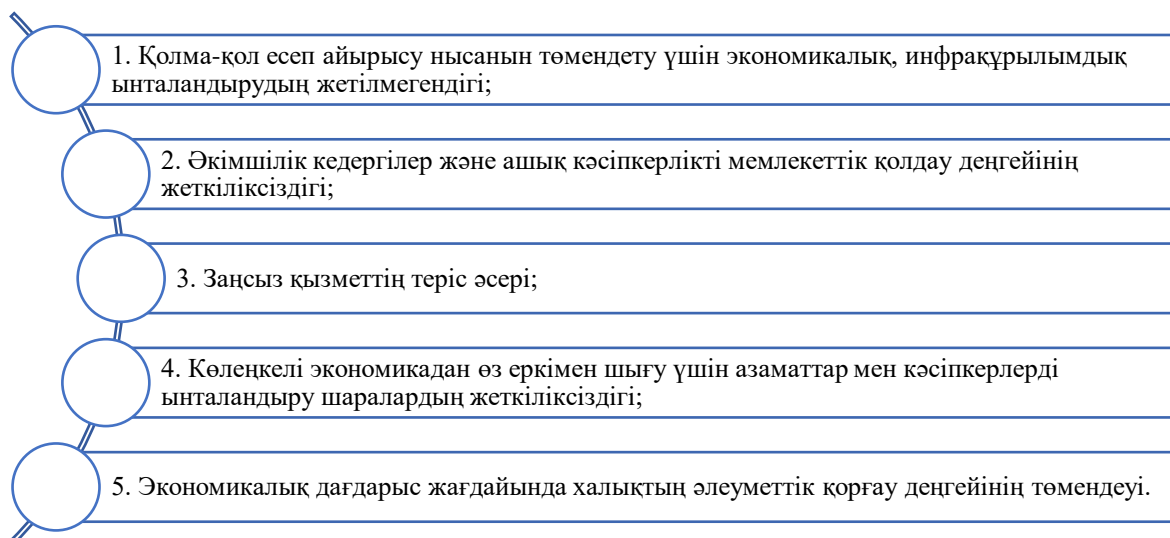 1. Қолма-қол есеп айырысу нысанын төмендету үшін экономикалық, инфрақұрылымдық
ынталандырудың жетілмегендігі;
2. Әкімшілік кедергілер және ашық кәсіпкерлікті мемлекеттік қолдау деңгейінің
жеткіліксіздігі;
3. Заңсыз қызметтің теріс әсері;
4. Көлеңкелі экономикадан өз еркімен шығу үшін азаматтар мен кәсіпкерлерді
ынталандыру шаралардың жеткіліксіздігі;
5. Экономикалық дағдарыс жағдайында халықтың әлеуметтік қорғау деңгейінің төмендеуі.